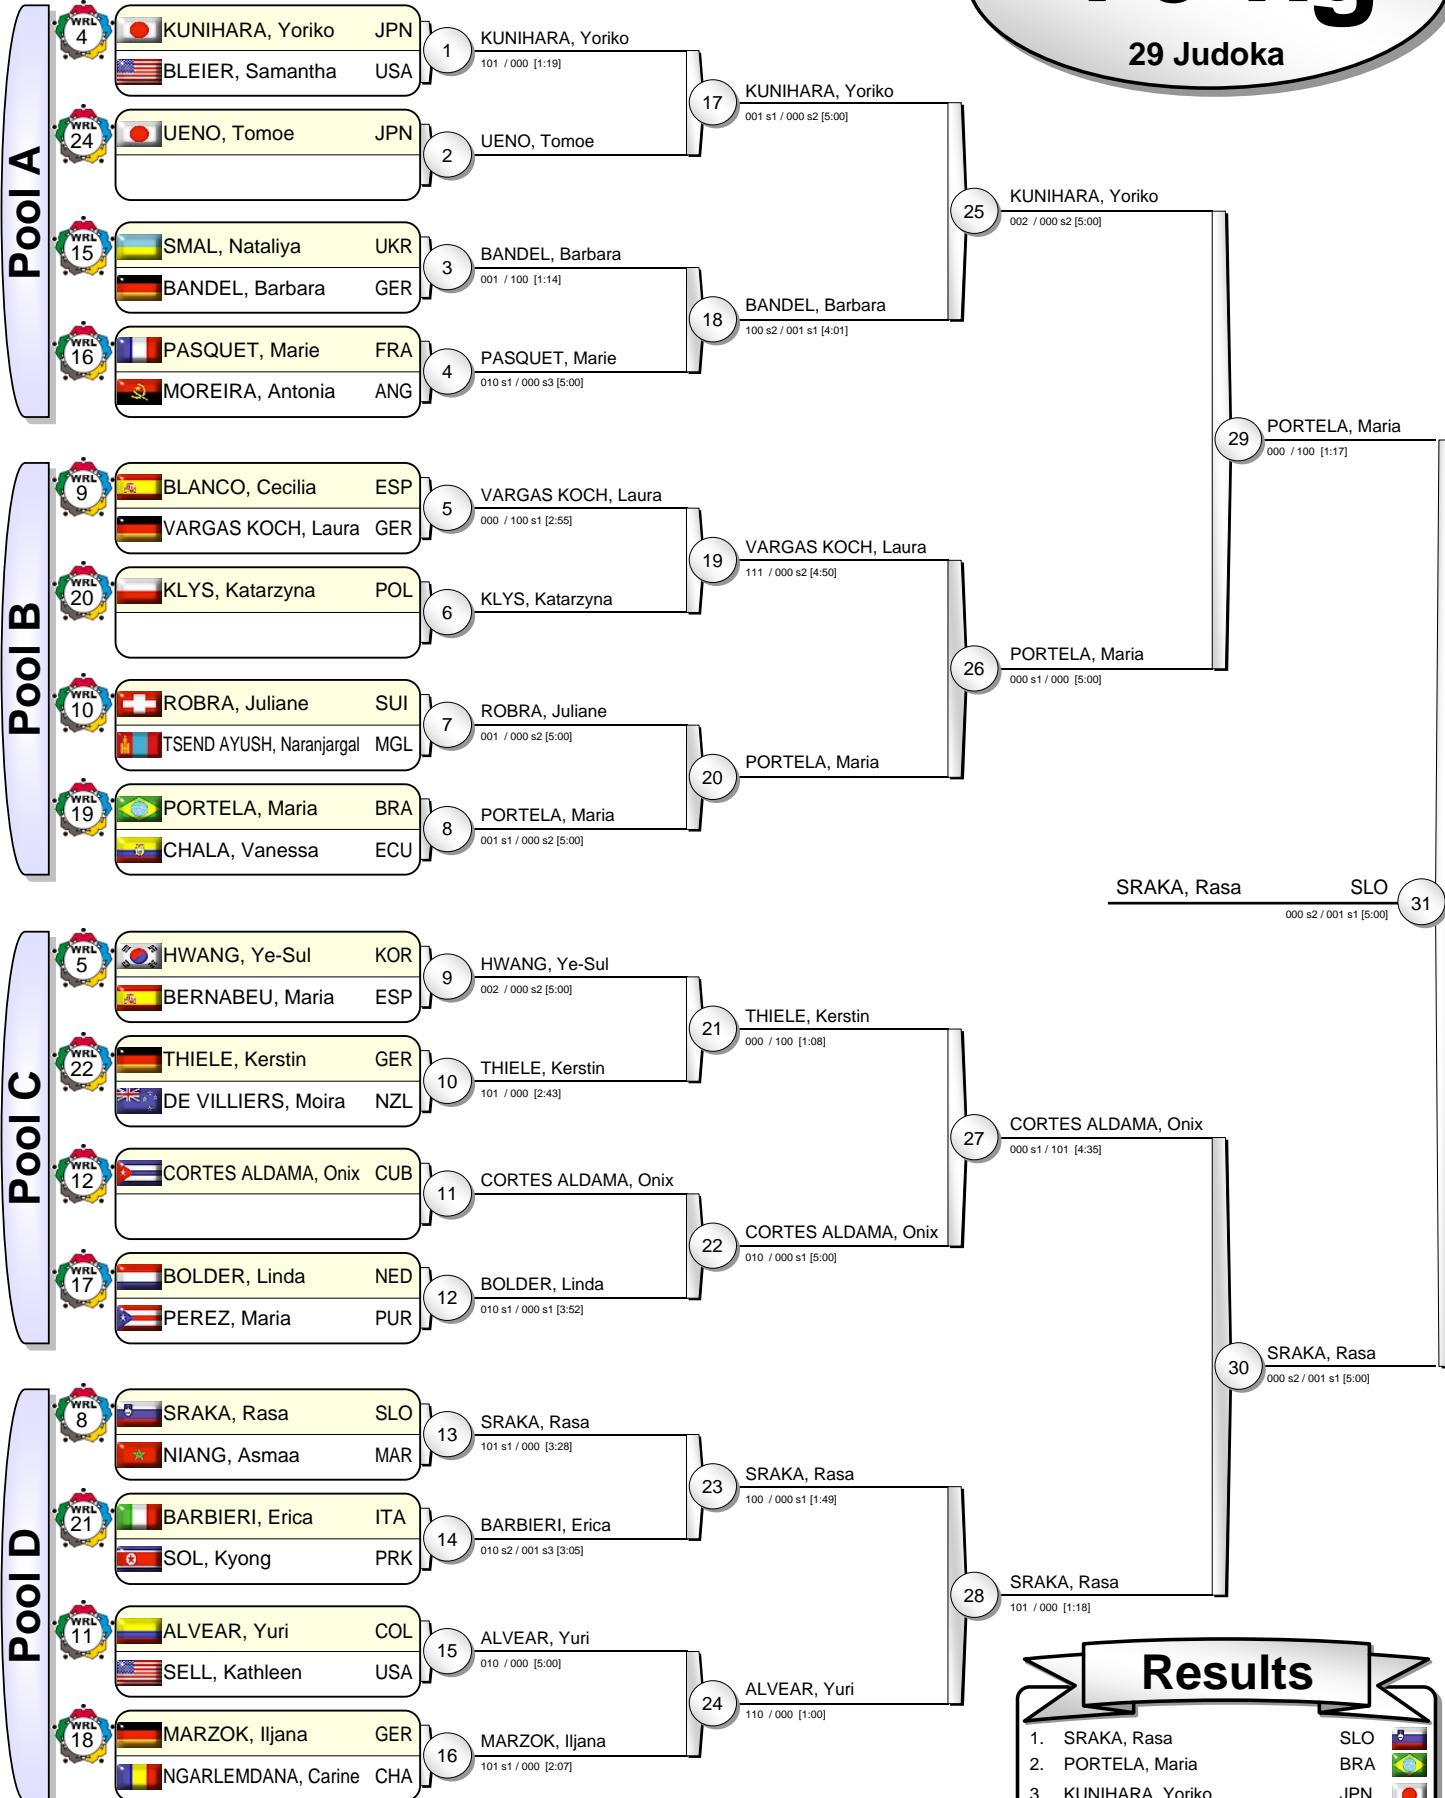 29 Judoka
Pool A
WRL 4
KUNIHARA, Yoriko JPN
BLEIER, Samantha USA
1
KUNIHARA, Yoriko
101 / 000 [1:19]
WRL 24
UENO, Tomoe JPN
2
UENO, Tomoe
17
KUNIHARA, Yoriko
001 s1 / 000 s2 [5:00]
WRL 15
SMAL, Nataliya UKR
BANDEL, Barbara GER
3
BANDEL, Barbara
001 / 100 [1:14]
WRL 16
PASQUET, Marie FRA
MOREIRA, Antonia ANG
4
PASQUET, Marie
010 s1 / 000 s3 [5:00]
18
BANDEL, Barbara
100 s2 / 001 s1 [4:01]
25
KUNIHARA, Yoriko
002 / 000 s2 [5:00]
Pool B
WRL 9
BLANCO, Cecilia ESP
VARGAS KOCH, Laura GER
5
VARGAS KOCH, Laura
000 / 100 s1 [2:55]
WRL 20
KLYS, Katarzyna POL
6
KLYS, Katarzyna
19
VARGAS KOCH, Laura
111 / 000 s2 [4:50]
WRL 10
ROBRA, Juliane SUI
TSEND AYUSH, Naranjargal MGL
7
ROBRA, Juliane
001 / 000 s2 [5:00]
WRL 19
PORTELA, Maria BRA
CHALA, Vanessa ECU
8
PORTELA, Maria
001 s1 / 000 s2 [5:00]
20
PORTELA, Maria
26
PORTELA, Maria
000 s1 / 000 [5:00]
29
PORTELA, Maria
000 / 100 [1:17]
SRAKA, Rasa SLO
000 s2 / 001 s1 [5:00]
31
Pool C
WRL 5
HWANG, Ye-Sul KOR
BERNABEU, Maria ESP
9
HWANG, Ye-Sul
002 / 000 s2 [5:00]
WRL 22
THIELE, Kerstin GER
DE VILLIERS, Moira NZL
10
THIELE, Kerstin
101 / 000 [2:43]
21
THIELE, Kerstin
000 / 100 [1:08]
WRL 12
CORTES ALDAMA, Onix CUB
11
CORTES ALDAMA, Onix
WRL 17
BOLDER, Linda NED
PEREZ, Maria PUR
12
BOLDER, Linda
010 s1 / 000 s1 [3:52]
22
CORTES ALDAMA, Onix
010 / 000 s1 [5:00]
27
CORTES ALDAMA, Onix
000 s1 / 101 [4:35]
Pool D
WRL 8
SRAKA, Rasa SLO
NIANG, Asmaa MAR
13
SRAKA, Rasa
101 s1 / 000 [3:28]
WRL 21
BARBIERI, Erica ITA
SOL, Kyong PRK
14
BARBIERI, Erica
010 s2 / 001 s3 [3:05]
23
SRAKA, Rasa
100 / 000 s1 [1:49]
WRL 11
ALVEAR, Yuri COL
SELL, Kathleen USA
15
ALVEAR, Yuri
010 / 000 [5:00]
WRL 18
MARZOK, Iljana GER
NGARLEMDANA, Carine CHA
16
MARZOK, Iljana
101 s1 / 000 [2:07]
24
ALVEAR, Yuri
110 / 000 [1:00]
28
SRAKA, Rasa
101 / 000 [1:18]
30
SRAKA, Rasa
000 s2 / 001 s1 [5:00]
Results
1. SRAKA, Rasa SLO
2. PORTELA, Maria BRA
3. KUNIHARA, Yoriko JPN